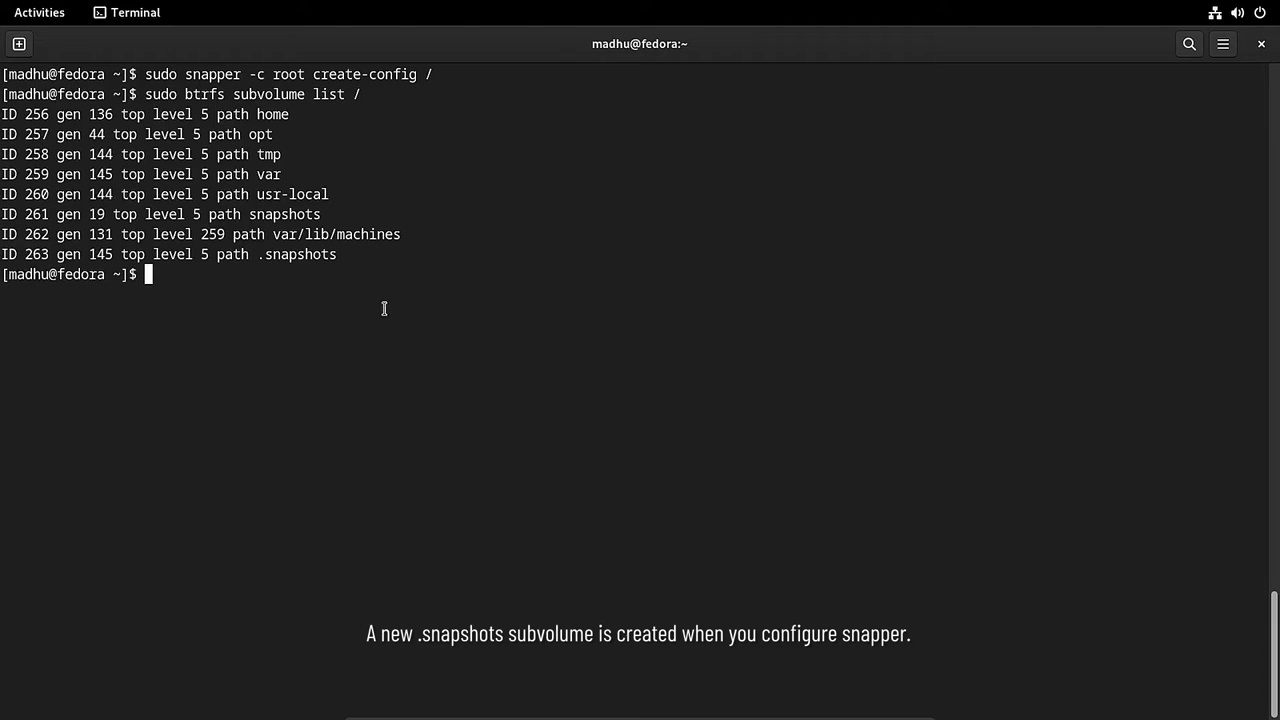 Activities Terminal
madhu@fedora:~
[madhu@fedora ~]$ sudo snapper -c root create-config /
[madhu@fedora ~]$ sudo btrfs subvolume list /
ID 256 gen 136 top level 5 path home
ID 257 gen 44 top level 5 path opt
ID 258 gen 144 top level 5 path tmp
ID 259 gen 145 top level 5 path var
ID 260 gen 144 top level 5 path usr-local
ID 261 gen 19 top level 5 path snapshots
ID 262 gen 131 top level 259 path var/lib/machines
ID 263 gen 145 top level 5 path .snapshots
[madhu@fedora ~]$
A new .snapshots subvolume is created when you configure snapper.